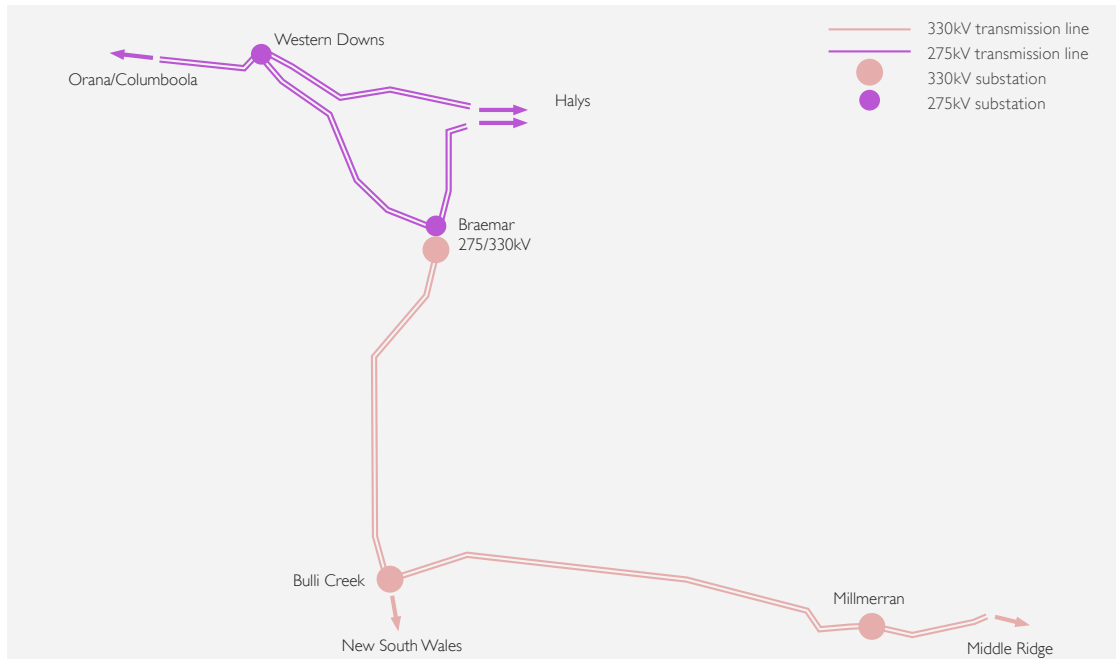 Western Downs
Orana/Columboola
Halys
330kV transmission line
275kV transmission line
330kV substation
275kV substation
Braemar
275/330kV
Bulli Creek
New South Wales
Millmerran
Middle Ridge